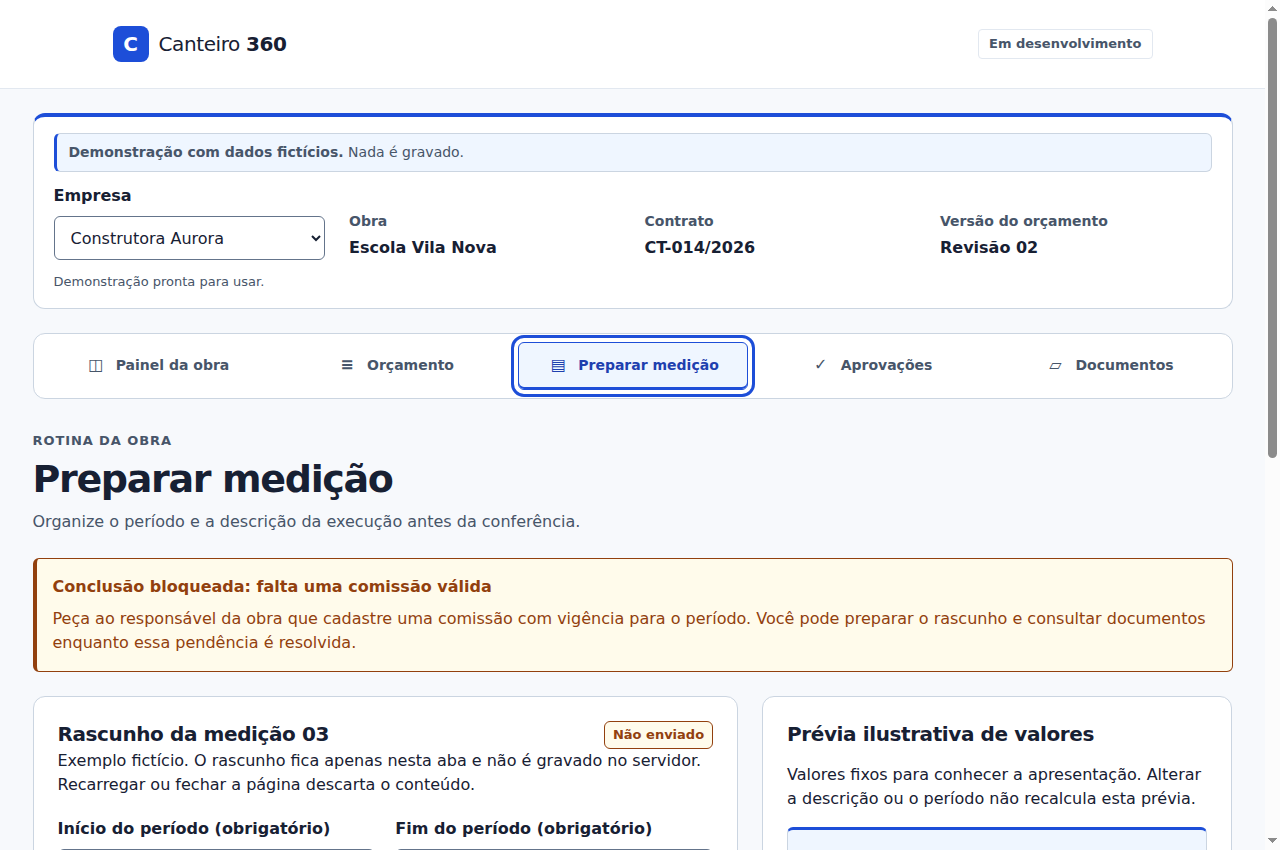 C Canteiro 360
Em desenvolvimento
Demonstração com dados fictícios. Nada é gravado.
Empresa
Construtora Aurora
Demonstração pronta para usar.
Obra
Escola Vila Nova
Contrato
CT-014/2026
Versão do orçamento
Revisão 02
Painel da obra
Orçamento
Preparar medição
Aprovações
Documentos
ROTINA DA OBRA
Preparar medição
Organize o período e a descrição da execução antes da conferência.
Conclusão bloqueada: falta uma comissão válida
Peça ao responsável da obra que cadastre uma comissão com vigência para o período. Você pode preparar o rascunho e consultar documentos
enquanto essa pendência é resolvida.
Rascunho da medição 03
Não enviado
Exemplo fictício. O rascunho fica apenas nesta aba e não é gravado no servidor.
Recarregar ou fechar a página descarta o conteúdo.
Início do período (obrigatório)
Fim do período (obrigatório)
Prévia ilustrativa de valores
Valores fixos para conhecer a apresentação. Alterar
a descrição ou o período não recalcula esta prévia.